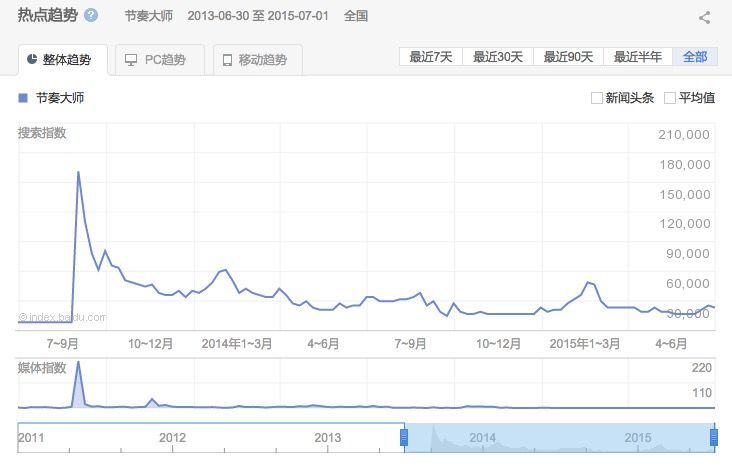 热点趋势 ? 节奏大师 2013-06-30 至 2015-07-01 全国
整体趋势 PC趋势 移动趋势 最近7天 最近30天 最近90天 最近半年 全部
节奏大师 新闻头条 平均值
搜索指数
210,000
180,000
150,000
120,000
90,000
60,000
30,000
© index.baidu.com
7~9月 10~12月 2014年1~3月 4~6月 7~9月 10~12月 2015年1~3月 4~6月
媒体指数
220
110
2011 2012 2013 2014 2015